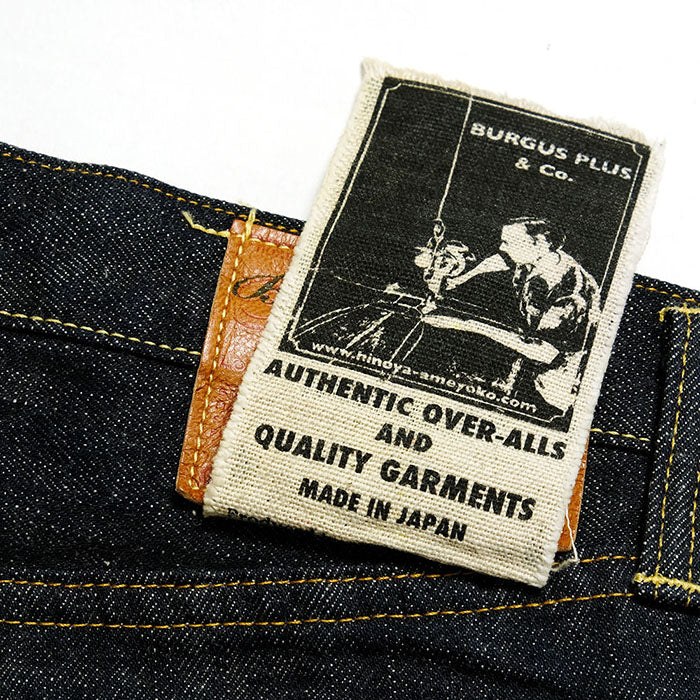 BURGUS PLUS
& Co.
www.hinoya-ameyoko.com
AUTHENTIC OVER-ALLS
AND
QUALITY GARMENTS
MADE IN JAPAN